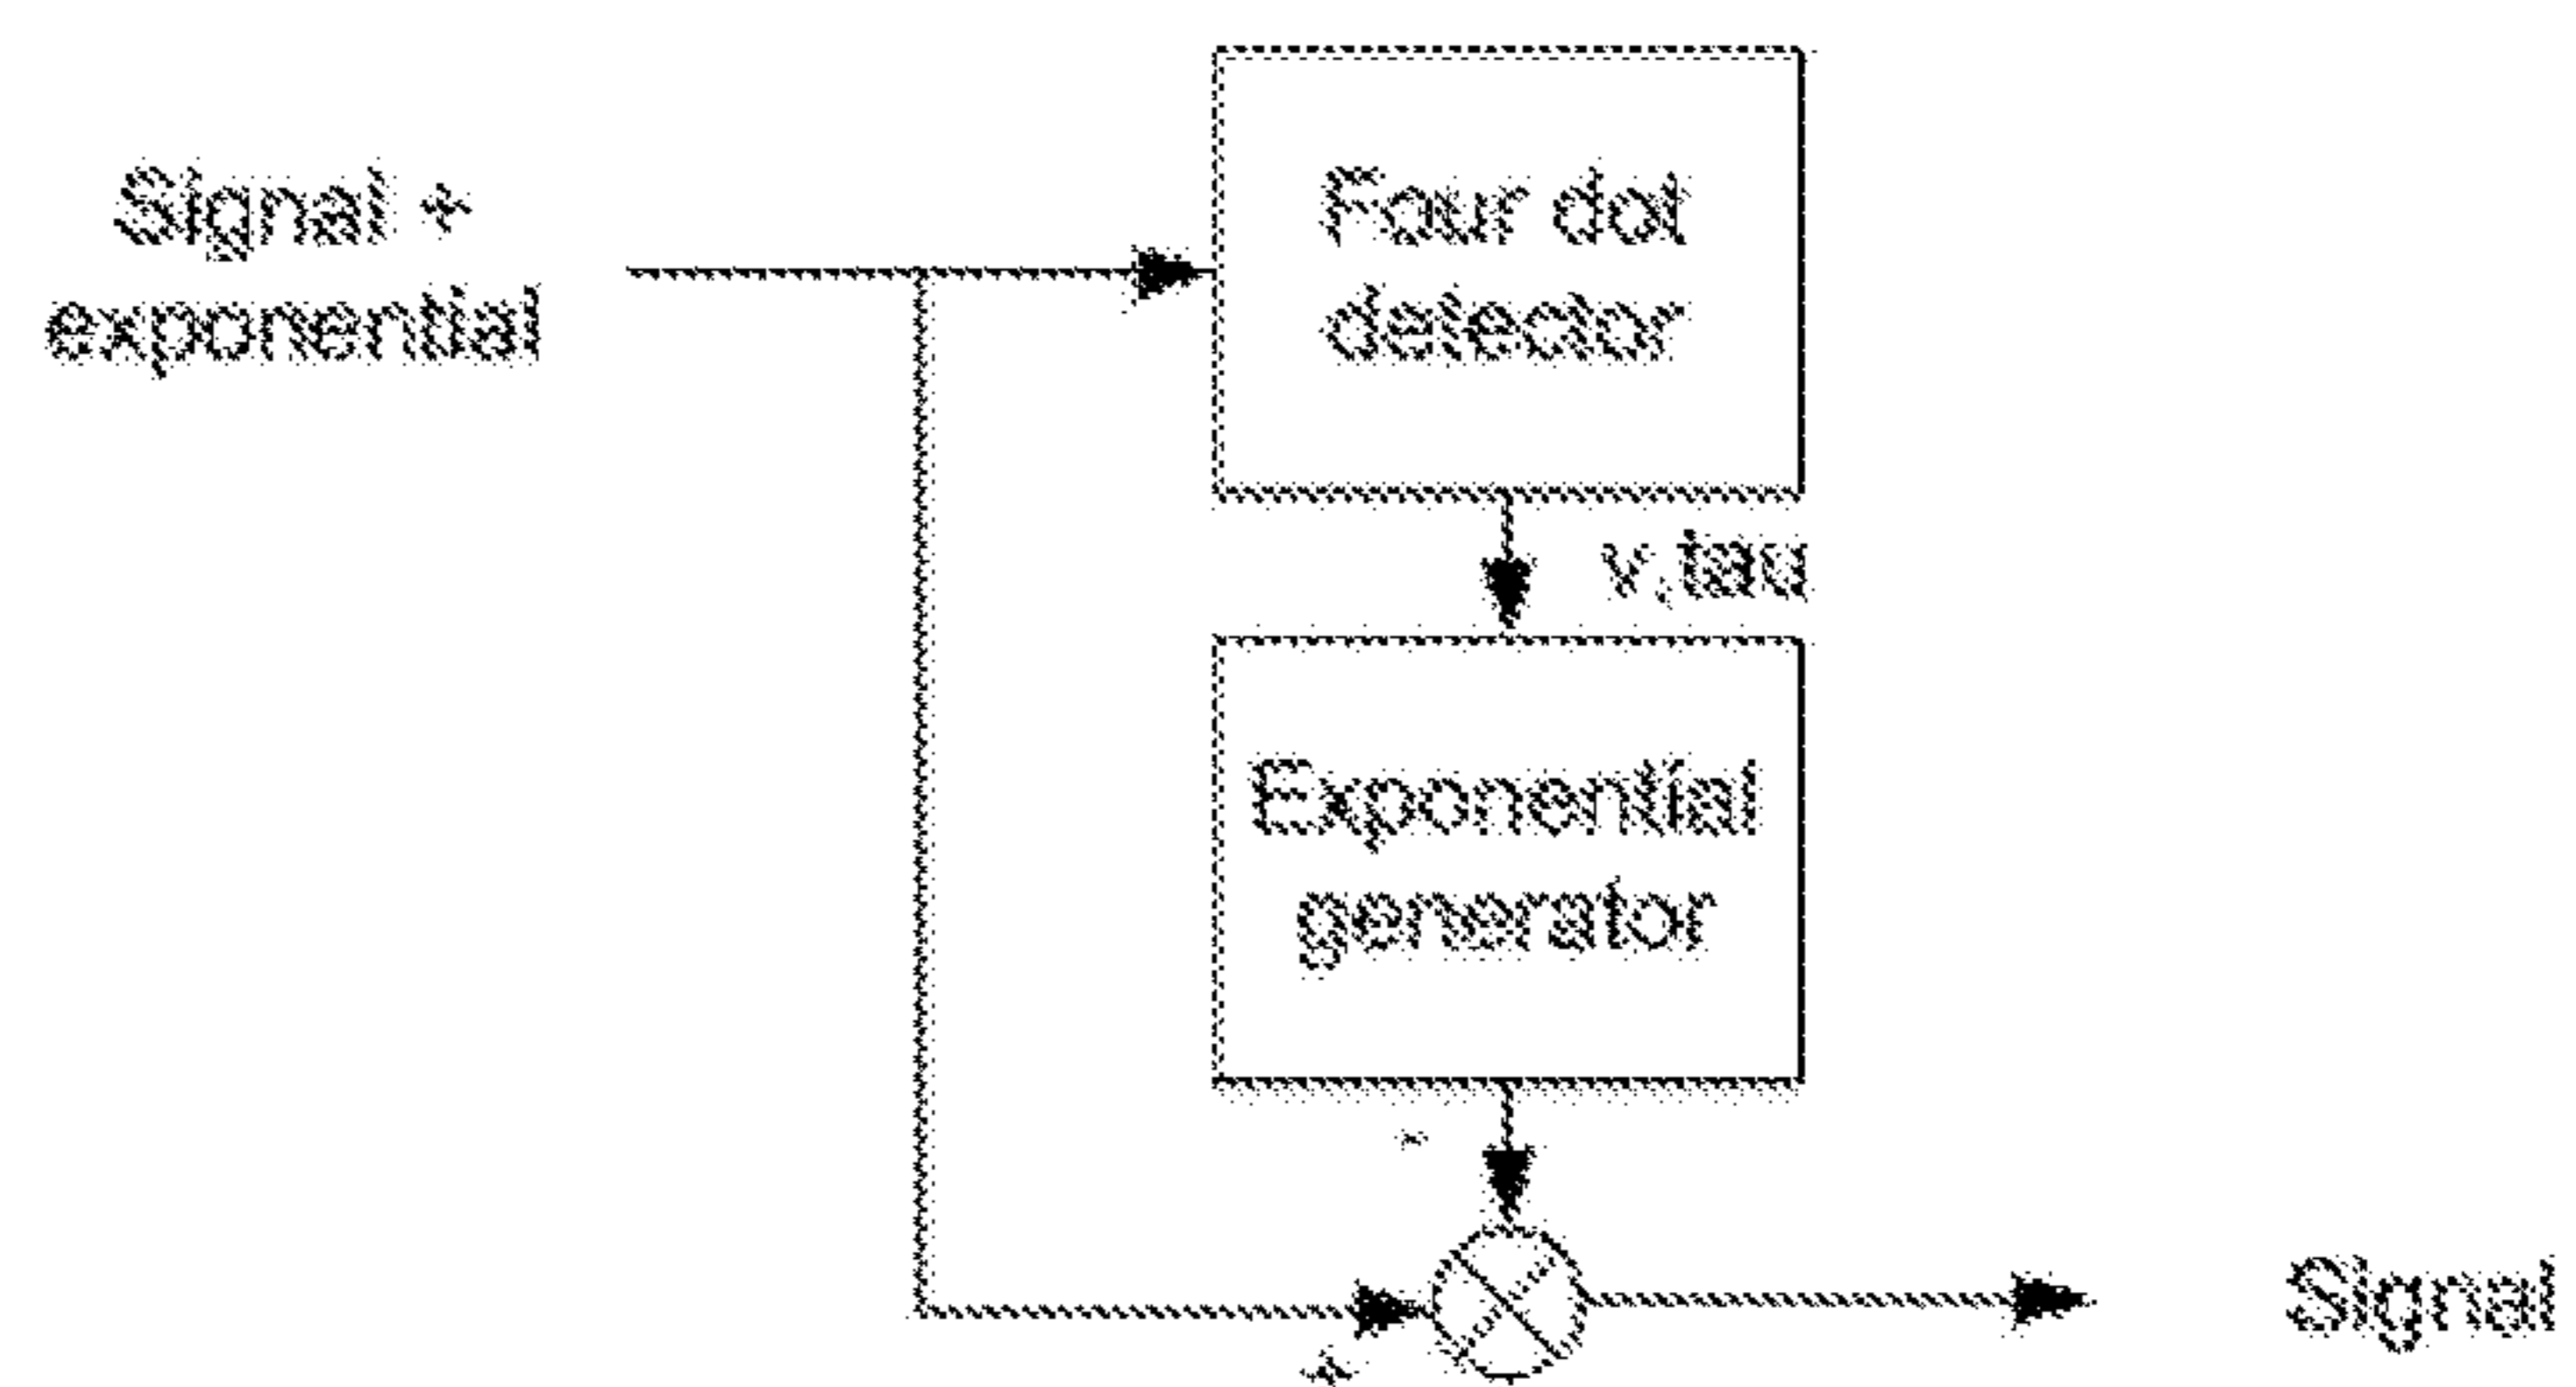 Signal +
exponential
Four dot
detector
v,tau
Exponential
generator
-
+
Signal